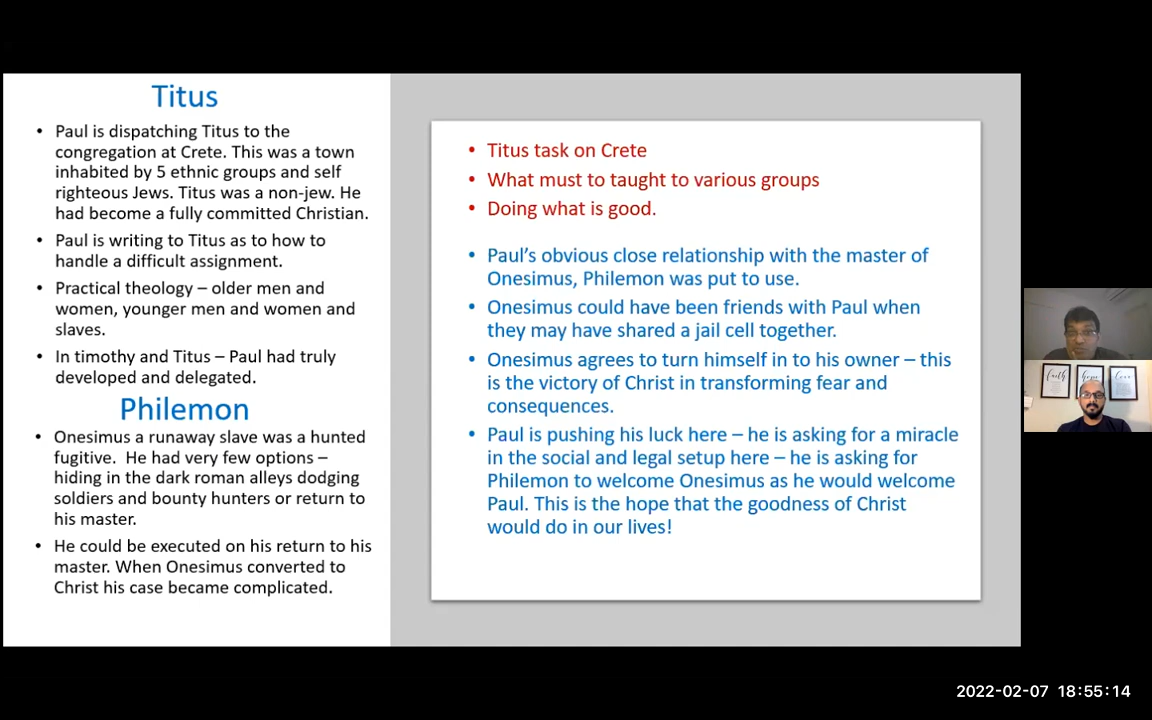 Titus
• Paul is dispatching Titus to the
congregation at Crete. This was a town
inhabited by 5 ethnic groups and self
righteous Jews. Titus was a non-jew. He
had become a fully committed Christian.
• Paul is writing to Titus as to how to
handle a difficult assignment.
• Practical theology – older men and
women, younger men and women and
slaves.
• In timothy and Titus – Paul had truly
developed and delegated.
Philemon
• Onesimus a runaway slave was a hunted
fugitive. He had very few options –
hiding in the dark roman alleys dodging
soldiers and bounty hunters or return to
his master.
• He could be executed on his return to his
master. When Onesimus converted to
Christ his case became complicated.
• Titus task on Crete
• What must to taught to various groups
• Doing what is good.
• Paul's obvious close relationship with the master of
Onesimus, Philemon was put to use.
• Onesimus could have been friends with Paul when
they may have shared a jail cell together.
• Onesimus agrees to turn himself in to his owner – this
is the victory of Christ in transforming fear and
consequences.
• Paul is pushing his luck here – he is asking for a miracle
in the social and legal setup here – he is asking for
Philemon to welcome Onesimus as he would welcome
Paul. This is the hope that the goodness of Christ
would do in our lives!
faith
hope
love
2022-02-07 18:55:14